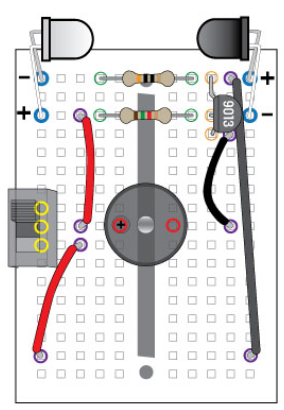 − +
+ −
9013
+